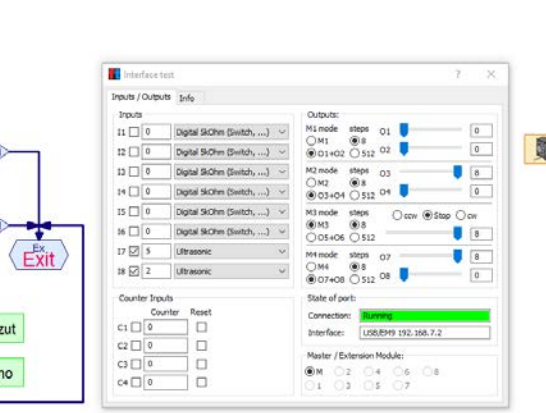 Interface test
? ×
Inputs / Outputs Info
Inputs
I1 0 Digital 5kOhm (Switch, ...)
I2 0 Digital 5kOhm (Switch, ...)
I3 0 Digital 5kOhm (Switch, ...)
I4 0 Digital 5kOhm (Switch, ...)
I5 0 Digital 5kOhm (Switch, ...)
I6 0 Digital 5kOhm (Switch, ...)
I7 5 Ultrasonic
I8 2 Ultrasonic
Counter Inputs
Counter Reset
C1 0
C2 0
C3 0
C4 0
Outputs:
M1 mode steps O1 0
M1 8
O1+O2 512 O2 0
M2 mode steps O3 8
M2 8
O3+O4 512 O4 0
M3 mode steps ccw Stop cw
M3 8
O5+O6 512 8
M4 mode steps O7 8
M4 8
O7+O8 512 O8 0
State of port:
Connection: Running
Interface: USB/EM9 192.168.7.2
Master / Extension Module:
M 2 4 6 8
1 3 5 7
Ex
Exit
zut
no